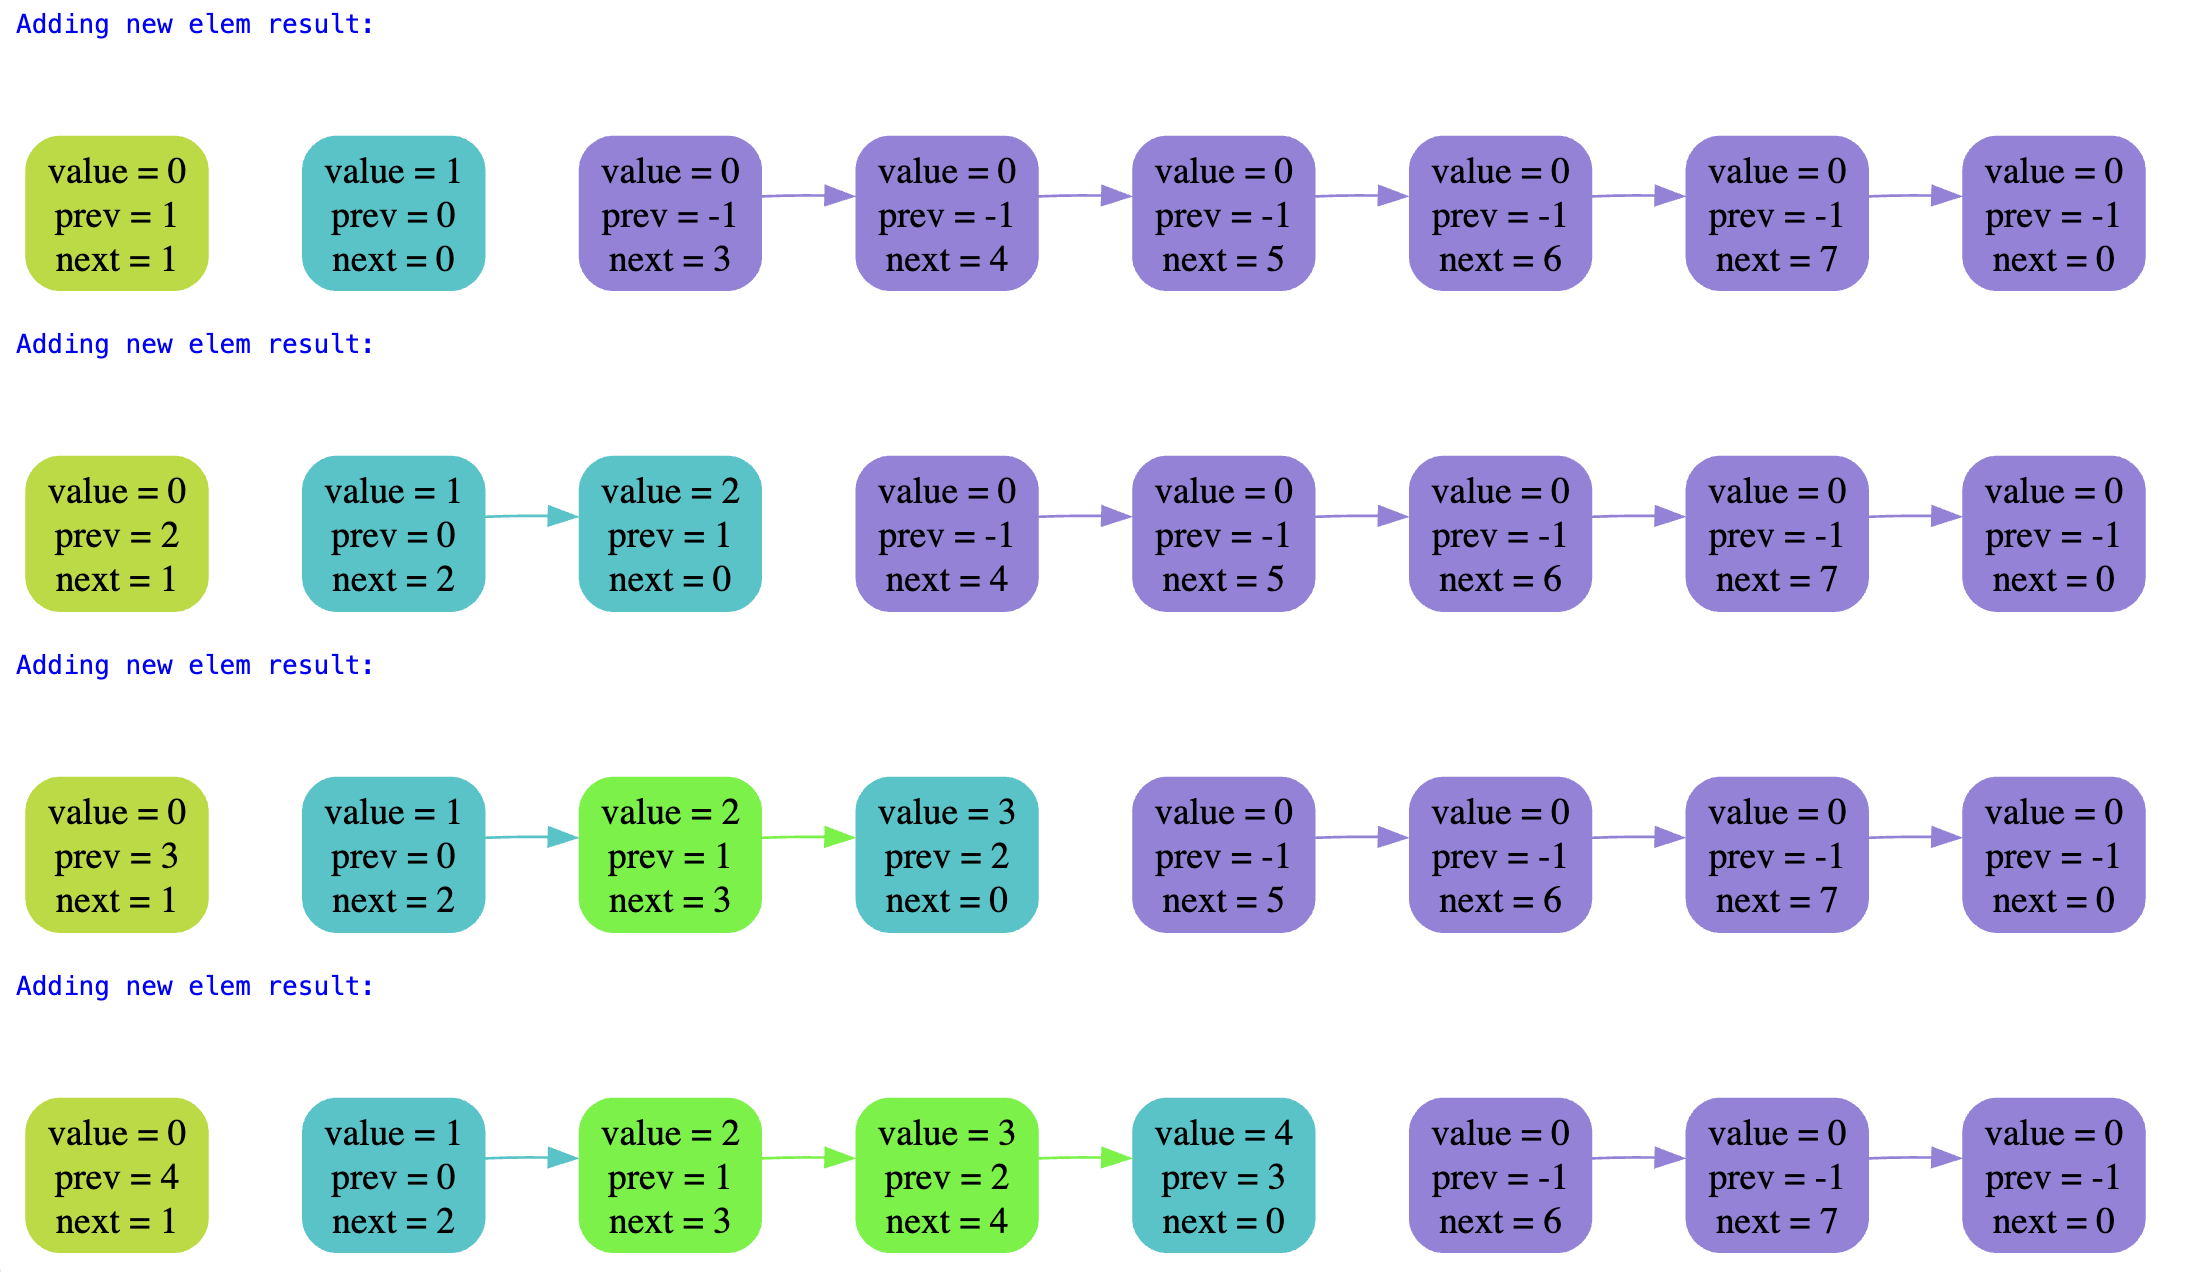 Adding new elem result:
value = 0 value = 1 value = 0 value = 0 value = 0 value = 0 value = 0 value = 0
prev = 1 prev = 0 prev = -1 prev = -1 prev = -1 prev = -1 prev = -1 prev = -1
next = 1 next = 0 next = 3 next = 4 next = 5 next = 6 next = 7 next = 0
Adding new elem result:
value = 0 value = 1 value = 2 value = 0 value = 0 value = 0 value = 0 value = 0
prev = 2 prev = 0 prev = 1 prev = -1 prev = -1 prev = -1 prev = -1 prev = -1
next = 1 next = 2 next = 0 next = 4 next = 5 next = 6 next = 7 next = 0
Adding new elem result:
value = 0 value = 1 value = 2 value = 3 value = 0 value = 0 value = 0 value = 0
prev = 3 prev = 0 prev = 1 prev = 2 prev = -1 prev = -1 prev = -1 prev = -1
next = 1 next = 2 next = 3 next = 0 next = 5 next = 6 next = 7 next = 0
Adding new elem result:
value = 0 value = 1 value = 2 value = 3 value = 4 value = 0 value = 0 value = 0
prev = 4 prev = 0 prev = 1 prev = 2 prev = 3 prev = -1 prev = -1 prev = -1
next = 1 next = 2 next = 3 next = 4 next = 0 next = 6 next = 7 next = 0